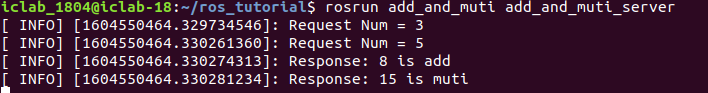 iclab_1804@iclab-18:~/ros_tutorial$ rosrun add_and_muti add_and_muti_server
[ INFO] [1604550464.329734546]: Request Num = 3
[ INFO] [1604550464.330261360]: Request Num = 5
[ INFO] [1604550464.330274313]: Response: 8 is add
[ INFO] [1604550464.330281234]: Response: 15 is muti